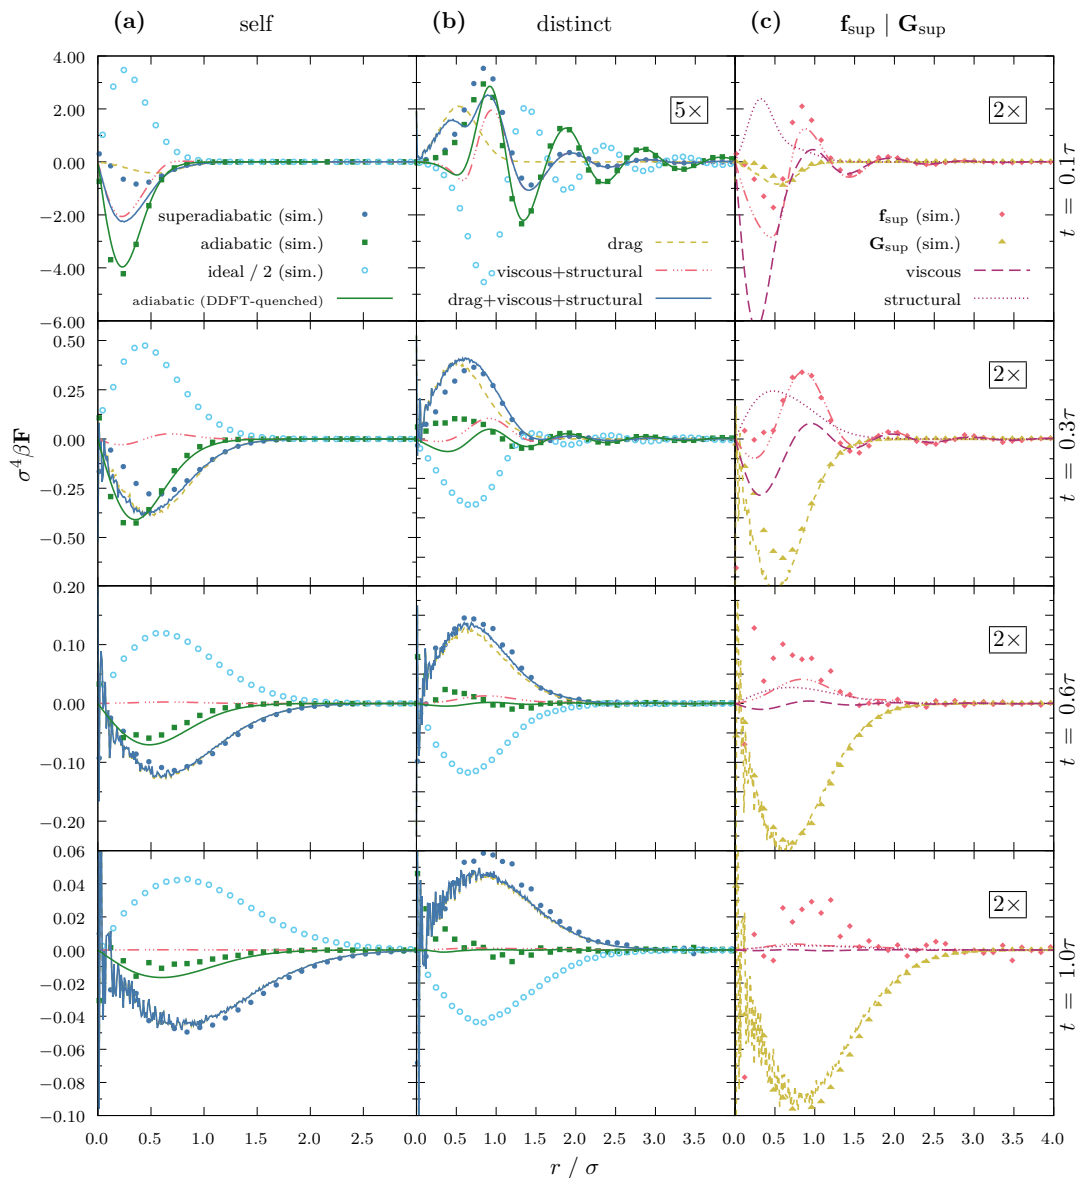 (a) self (b) distinct (c) f_sup | G_sup
4.00
2.00
0.00
−2.00
−4.00
−6.00
5×
2×
superadiabatic (sim.)
adiabatic (sim.)
ideal / 2 (sim.)
adiabatic (DDFT-quenched)
drag
viscous+structural
drag+viscous+structural
f_sup (sim.)
G_sup (sim.)
viscous
structural
t = 0.1τ
0.50
0.25
0.00
−0.25
−0.50
2×
t = 0.3τ
σ⁴βF
0.20
0.10
0.00
−0.10
−0.20
2×
t = 0.6τ
0.06
0.04
0.02
0.00
−0.02
−0.04
−0.06
−0.08
−0.10
2×
t = 1.0τ
0.0 0.5 1.0 1.5 2.0 2.5 0.0 0.5 1.0 1.5 2.0 2.5 3.0 3.5 0.0 0.5 1.0 1.5 2.0 2.5 3.0 3.5 4.0
r / σ